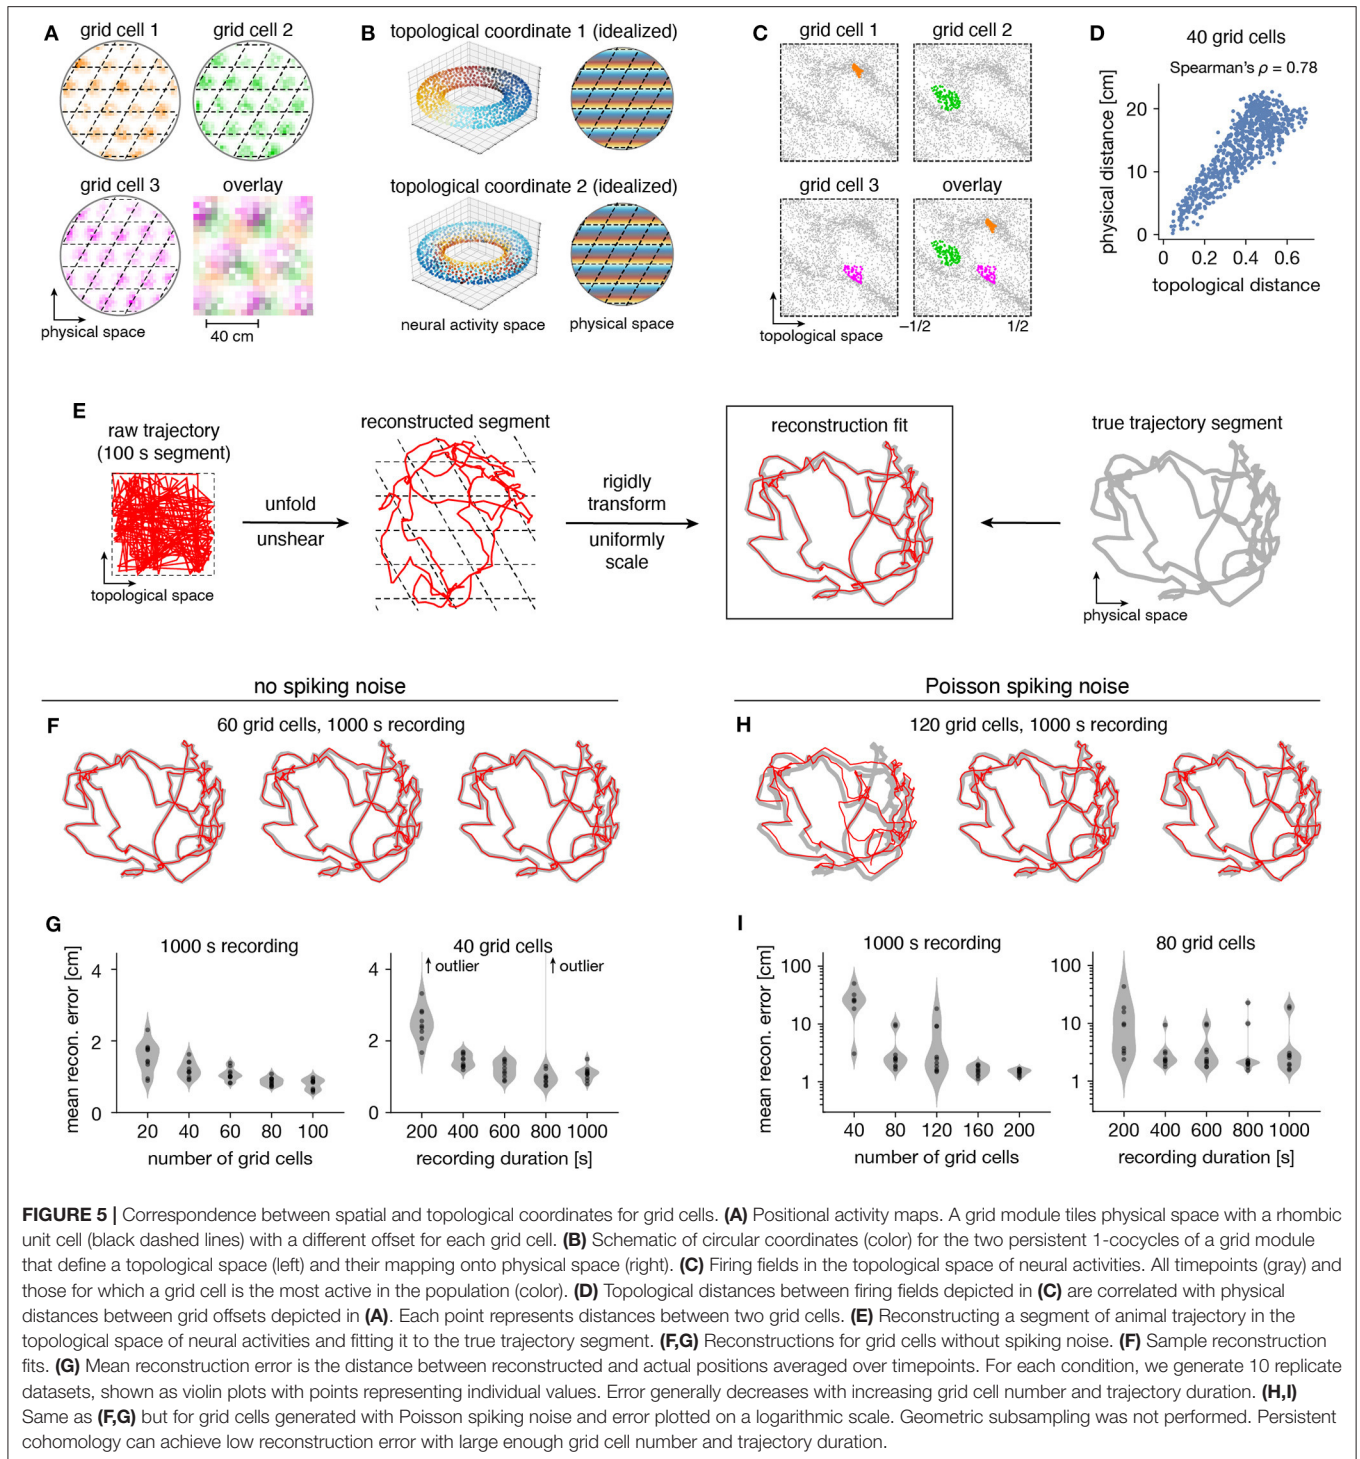 A
grid cell 1
grid cell 2
grid cell 3
overlay
physical space
40 cm
B
topological coordinate 1 (idealized)
topological coordinate 2 (idealized)
neural activity space
physical space
C
grid cell 1
grid cell 2
grid cell 3
overlay
−1/2
1/2
topological space
D
40 grid cells
Spearman's ρ = 0.78
physical distance [cm]
20
10
0
0 0.2 0.4 0.6
topological distance
E
raw trajectory
(100 s segment)
topological space
unfold
unshear
reconstructed segment
rigidly
transform
uniformly
scale
reconstruction fit
true trajectory segment
physical space
no spiking noise
F
60 grid cells, 1000 s recording
Poisson spiking noise
H
120 grid cells, 1000 s recording
G
1000 s recording
mean recon. error [cm]
4
2
0
20 40 60 80 100
number of grid cells
40 grid cells
outlier
outlier
4
2
0
200 400 600 800 1000
recording duration [s]
I
1000 s recording
mean recon. error [cm]
100
10
1
40 80 120 160 200
number of grid cells
80 grid cells
100
10
1
200 400 600 800 1000
recording duration [s]
FIGURE 5 | Correspondence between spatial and topological coordinates for grid cells. (A) Positional activity maps. A grid module tiles physical space with a rhombic
unit cell (black dashed lines) with a different offset for each grid cell. (B) Schematic of circular coordinates (color) for the two persistent 1-cocycles of a grid module
that define a topological space (left) and their mapping onto physical space (right). (C) Firing fields in the topological space of neural activities. All timepoints (gray) and
those for which a grid cell is the most active in the population (color). (D) Topological distances between firing fields depicted in (C) are correlated with physical
distances between grid offsets depicted in (A). Each point represents distances between two grid cells. (E) Reconstructing a segment of animal trajectory in the
topological space of neural activities and fitting it to the true trajectory segment. (F,G) Reconstructions for grid cells without spiking noise. (F) Sample reconstruction
fits. (G) Mean reconstruction error is the distance between reconstructed and actual positions averaged over timepoints. For each condition, we generate 10 replicate
datasets, shown as violin plots with points representing individual values. Error generally decreases with increasing grid cell number and trajectory duration. (H,I)
Same as (F,G) but for grid cells generated with Poisson spiking noise and error plotted on a logarithmic scale. Geometric subsampling was not performed. Persistent
cohomology can achieve low reconstruction error with large enough grid cell number and trajectory duration.